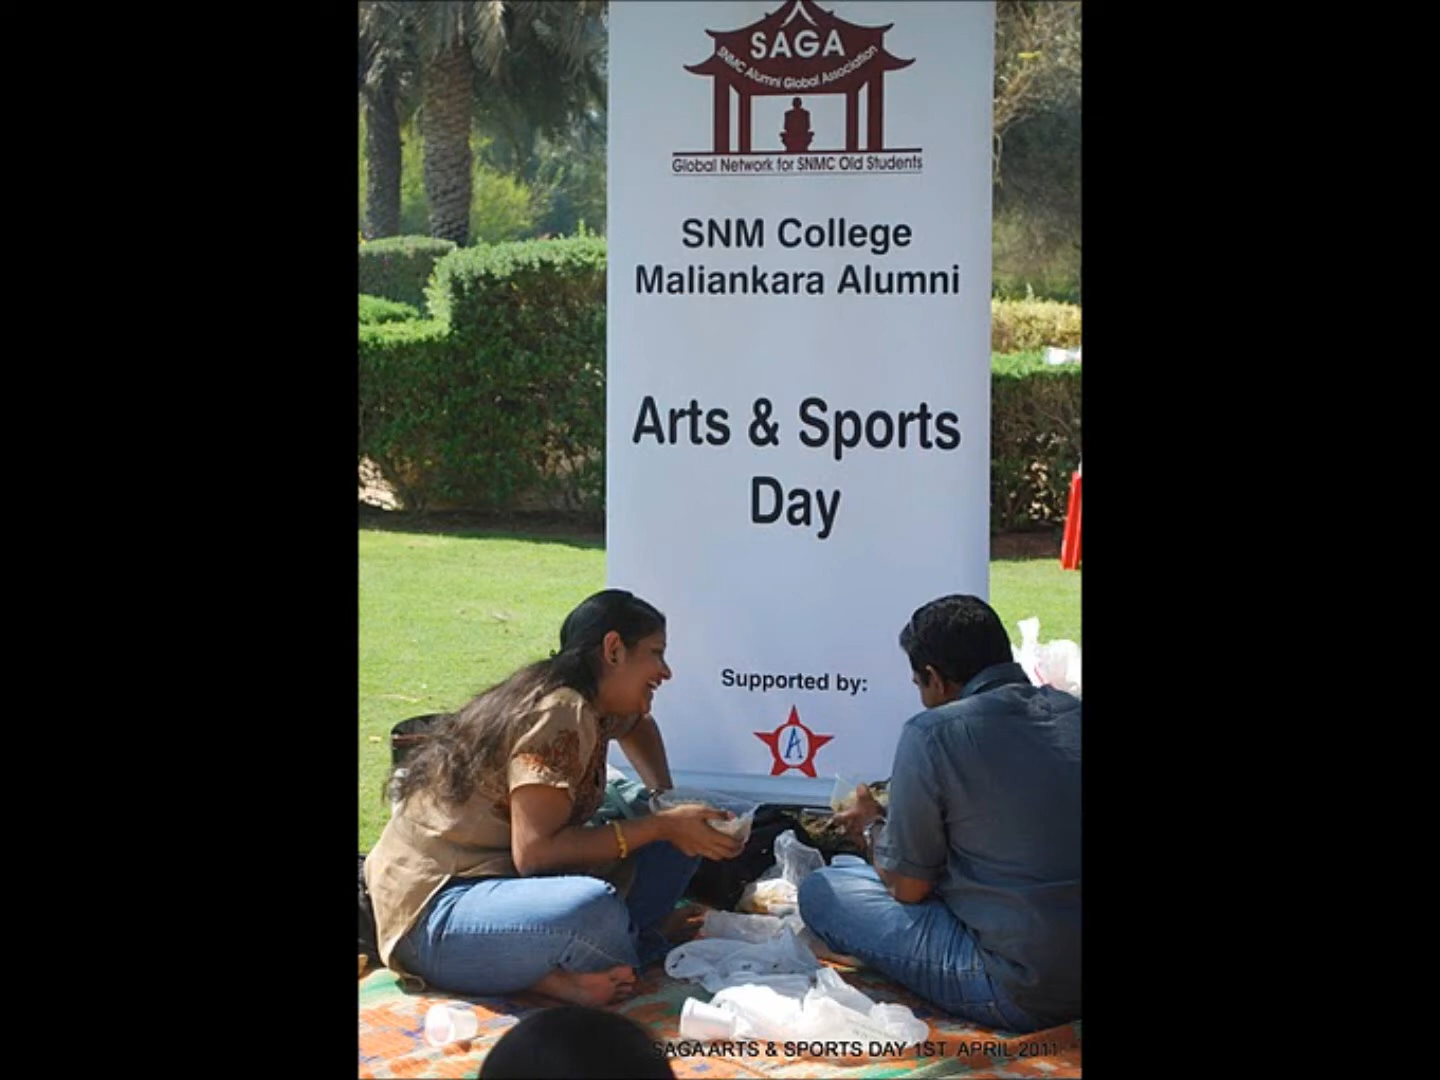 SAGA
SNMC Alumni Global Association
Global Network for SNMC Old Students
SNM College
Maliankara Alumni
Arts & Sports
Day
Supported by:
A
SAGA ARTS & SPORTS DAY 1ST APRIL 2011